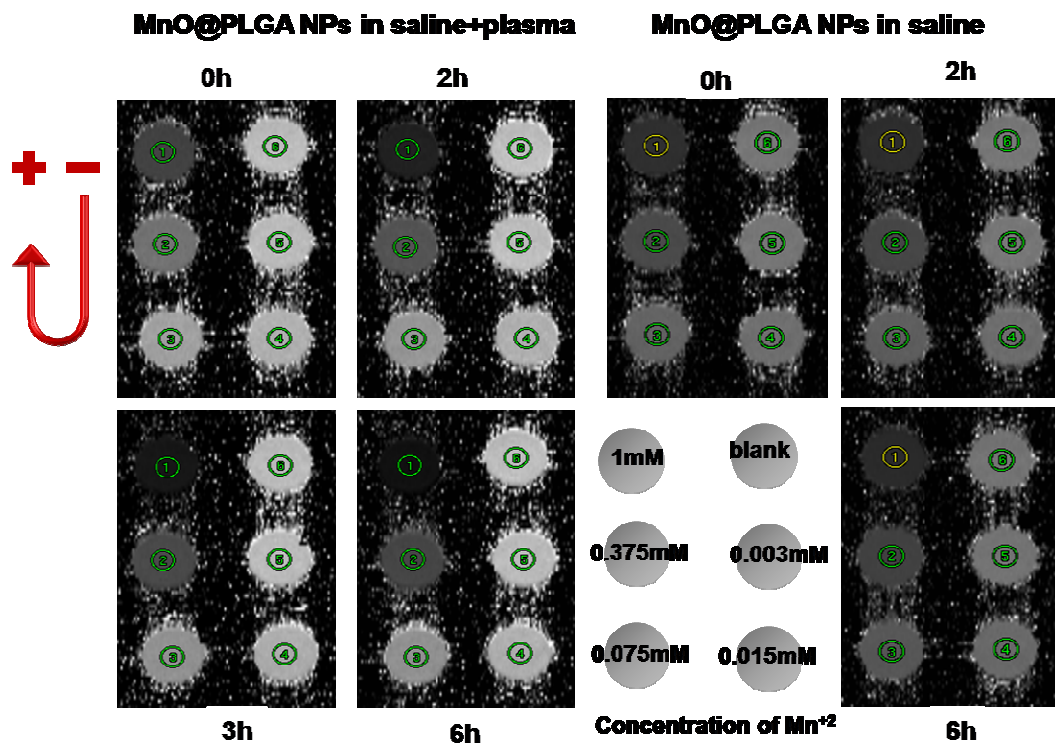 MnO@PLGA NPs in saline+plasma
MnO@PLGA NPs in saline
0h
2h
0h
2h
1
6
2
5
3
4
1
6
2
5
3
4
1
6
2
5
3
4
1
6
2
5
3
4
+ −
1
6
2
5
3
4
1
6
2
5
3
4
1mM
blank
0.375mM
0.003mM
0.075mM
0.015mM
Concentration of Mn⁺²
1
6
2
5
3
4
3h
6h
6h